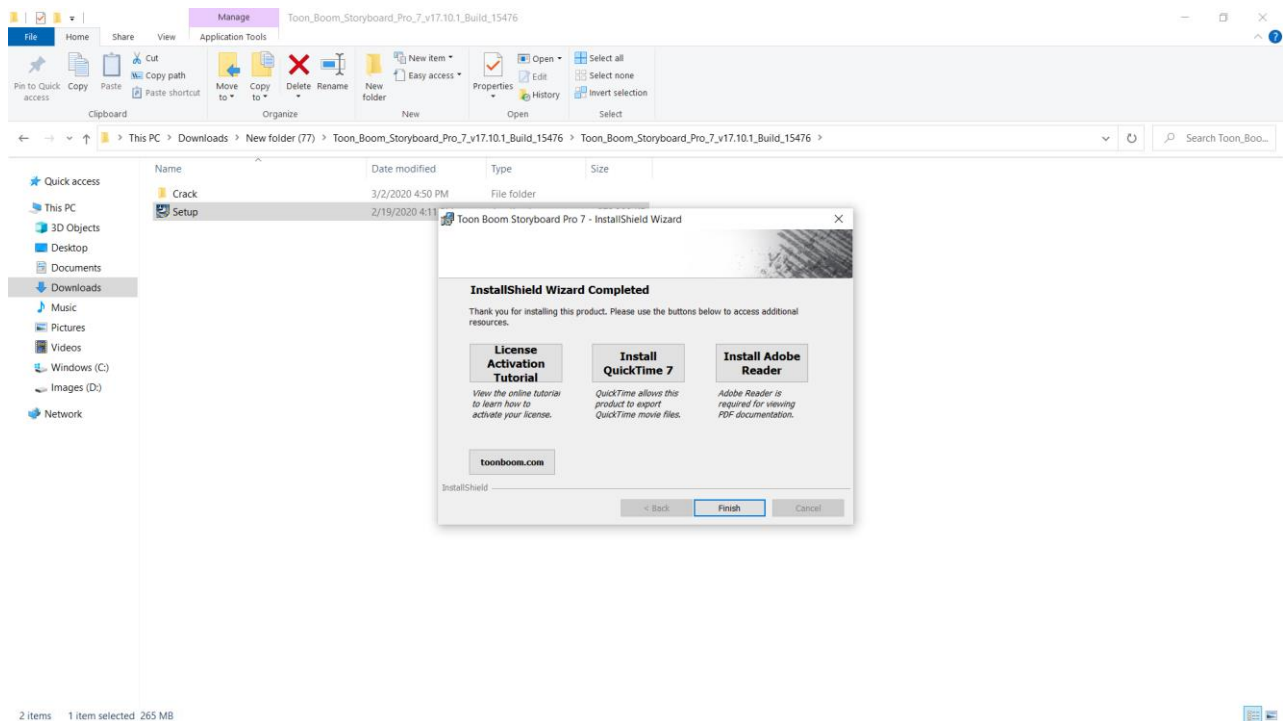 Manage
Toon_Boom_Storyboard_Pro_7_v17.10.1_Build_15476
File Home Share View Application Tools
Pin to Quick access
Copy
Paste
Cut
Copy path
Paste shortcut
Clipboard
Move to
Copy to
Delete
Rename
Organize
New folder
New item
Easy access
New
Properties
Open
Edit
History
Open
Select all
Select none
Invert selection
Select
This PC > Downloads > New folder (77) > Toon_Boom_Storyboard_Pro_7_v17.10.1_Build_15476 > Toon_Boom_Storyboard_Pro_7_v17.10.1_Build_15476 >
Search Toon_Boo...
Quick access
This PC
3D Objects
Desktop
Documents
Downloads
Music
Pictures
Videos
Windows (C:)
Images (D:)
Network
Name Date modified Type Size
Crack 3/2/2020 4:50 PM File folder
Setup 2/19/2020 4:11
Toon Boom Storyboard Pro 7 - InstallShield Wizard
InstallShield Wizard Completed
Thank you for installing this product. Please use the buttons below to access additional
resources.
License
Activation
Tutorial
View the online tutorial
to learn how to
activate your license.
Install
QuickTime 7
QuickTime allows this
product to export
QuickTime movie files.
Install Adobe
Reader
Adobe Reader is
required for viewing
PDF documentation.
toonboom.com
InstallShield
< Back Finish Cancel
2 items 1 item selected 265 MB